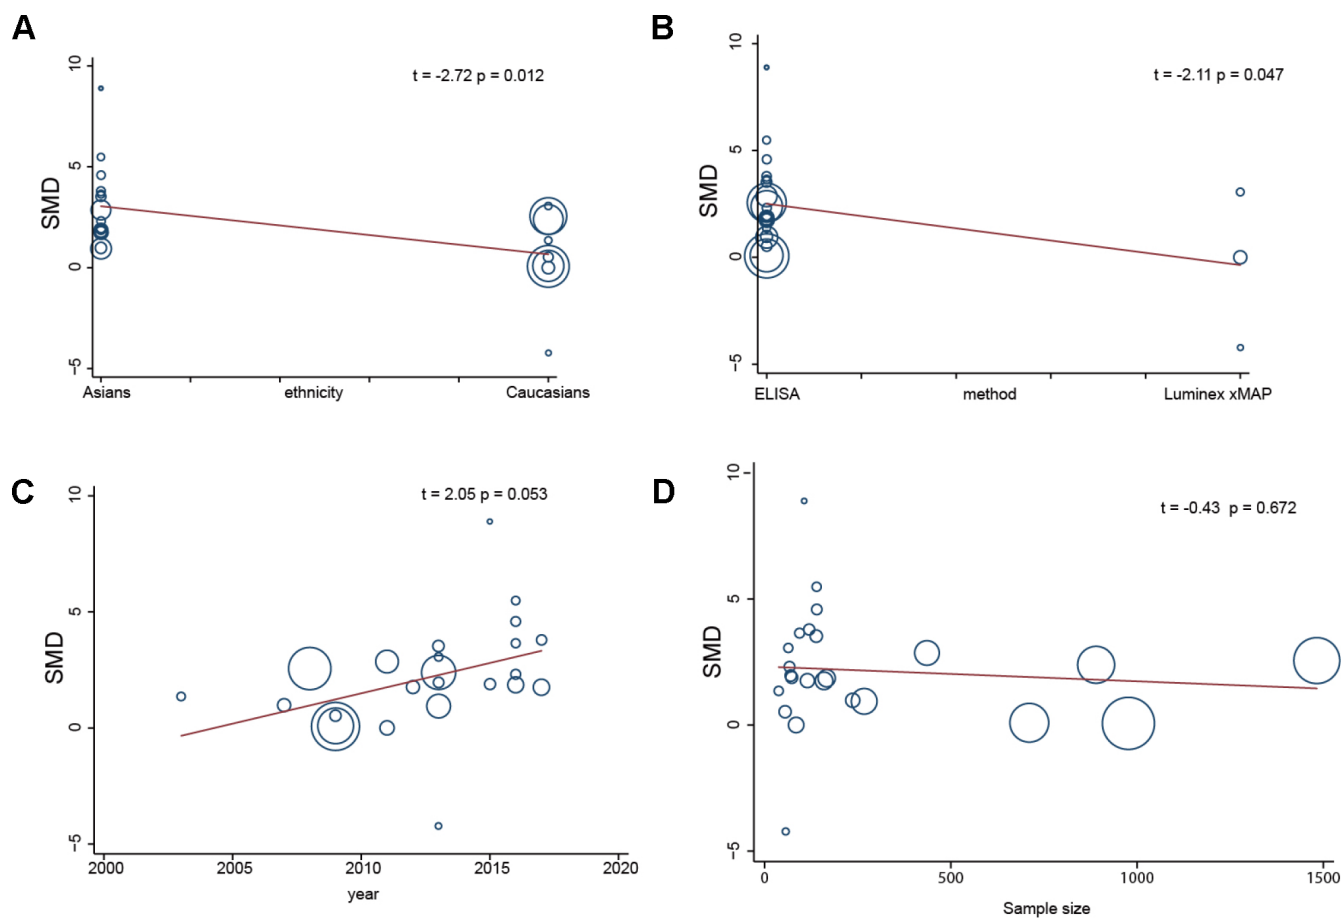 A
t = -2.72 p = 0.012
SMD
10
5
0
−5
Asians
ethnicity
Caucasians
B
t = -2.11 p = 0.047
SMD
10
5
0
−5
ELISA
method
Luminex xMAP
C
t = 2.05 p = 0.053
SMD
10
5
0
−5
2000 2005 2010 2015 2020
year
D
t = -0.43 p = 0.672
SMD
10
5
0
−5
0 500 1000 1500
Sample size